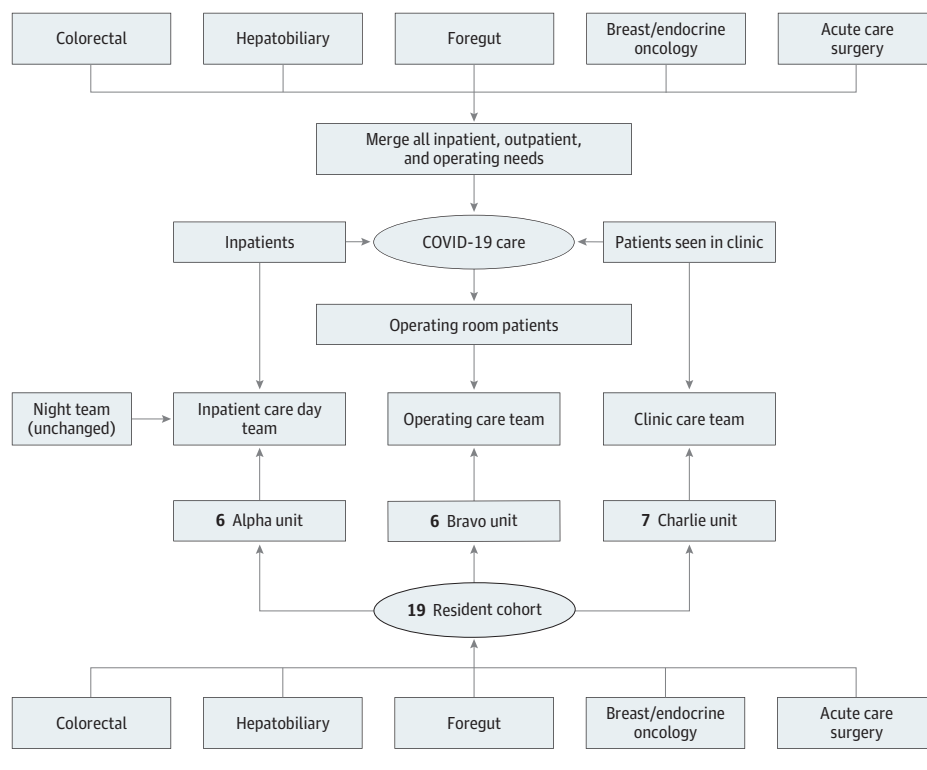 Colorectal
Hepatobiliary
Foregut
Breast/endocrine
oncology
Acute care
surgery
Merge all inpatient, outpatient,
and operating needs
Inpatients
COVID-19 care
Patients seen in clinic
Operating room patients
Night team
(unchanged)
Inpatient care day
team
Operating care team
Clinic care team
6 Alpha unit
6 Bravo unit
7 Charlie unit
19 Resident cohort
Colorectal
Hepatobiliary
Foregut
Breast/endocrine
oncology
Acute care
surgery